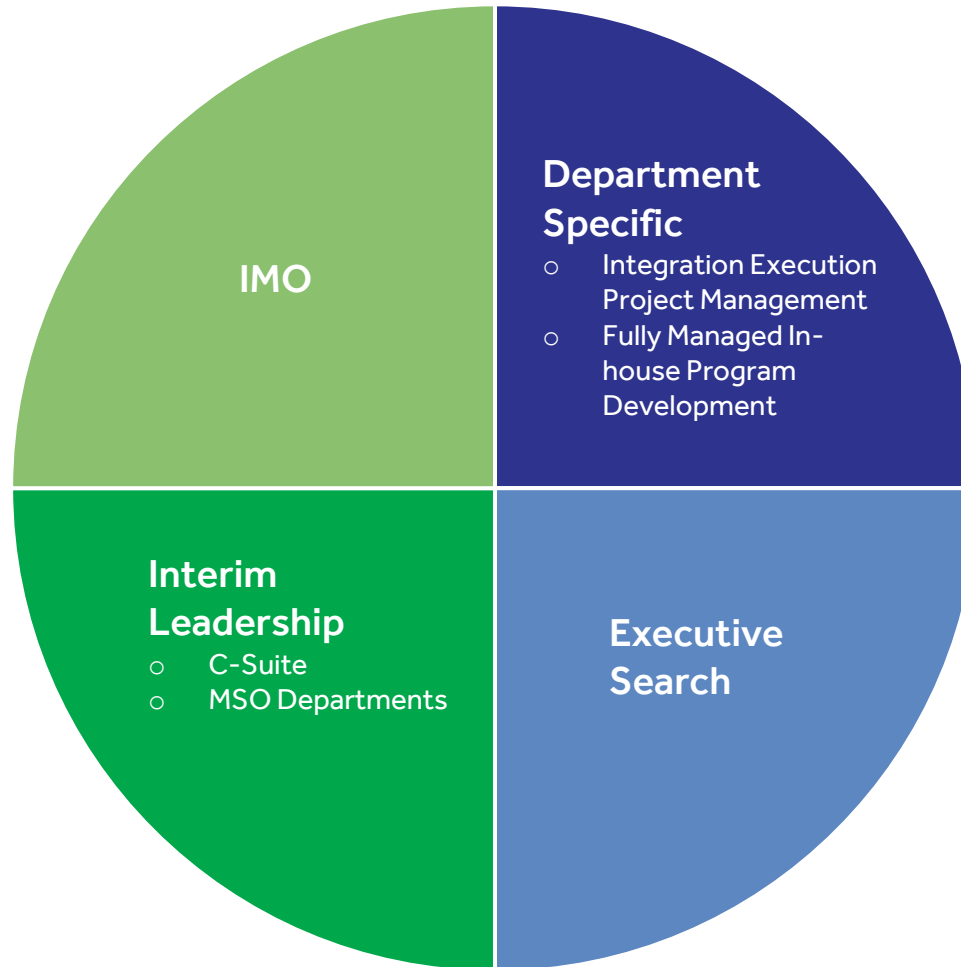 IMO
Department
Specific
○ Integration Execution
Project Management
○ Fully Managed In-
house Program
Development
Interim
Leadership
○ C-Suite
○ MSO Departments
Executive
Search